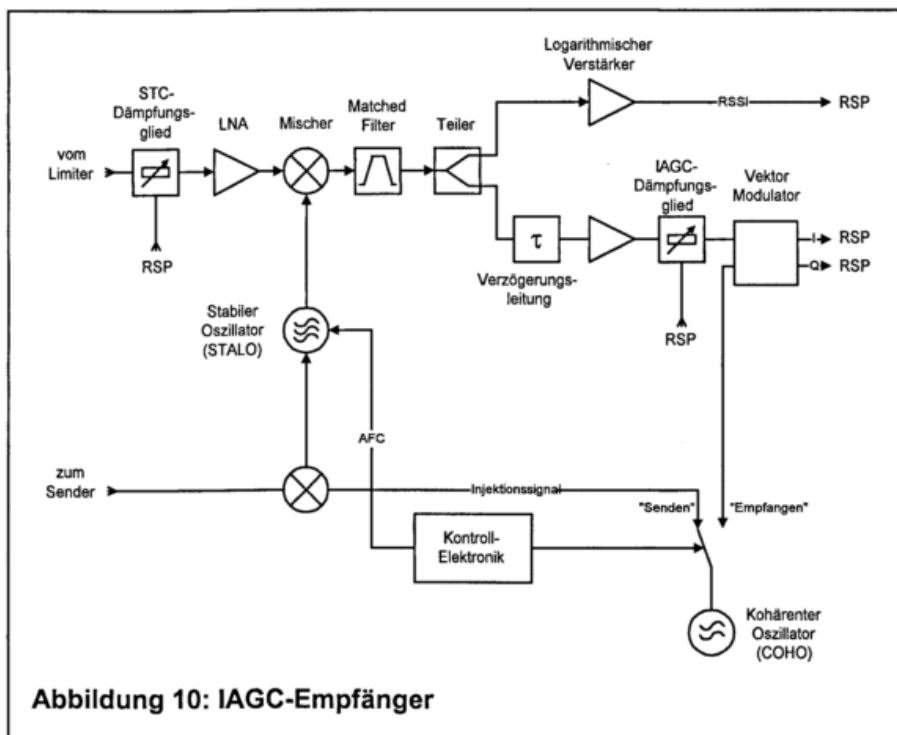 Logarithmischer
Verstärker
STC-
Dämpfungs-
glied
LNA
Mischer
Matched
Filter
Teiler
RSSI
RSP
vom
Limiter
RSP
IAGC-
Dämpfungs-
glied
Vektor
Modulator
τ
I
RSP
Q
RSP
Verzögerungs-
leitung
RSP
Stabiler
Oszillator
(STALO)
AFC
zum
Sender
Injektionssignal
"Senden"
"Empfangen"
Kontroll-
Elektronik
Kohärenter
Oszillator
(COHO)
Abbildung 10: IAGC-Empfänger